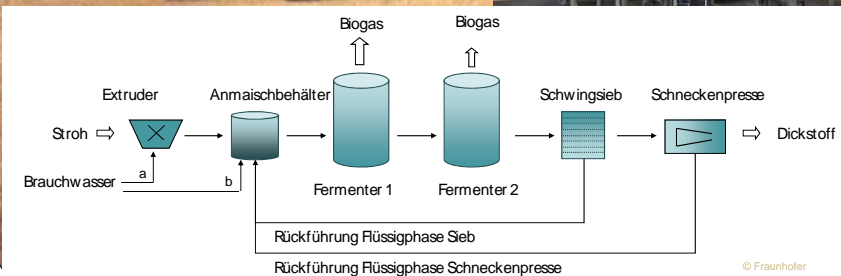 Biogas
Biogas
Extruder
Anmaischbehälter
Schwingsieb
Schneckenpresse
Stroh
Dickstoff
a
Brauchwasser
b
Fermenter 1
Fermenter 2
Rückführung Flüssigphase Sieb
Rückführung Flüssigphase Schneckenpresse
© Fraunhofer